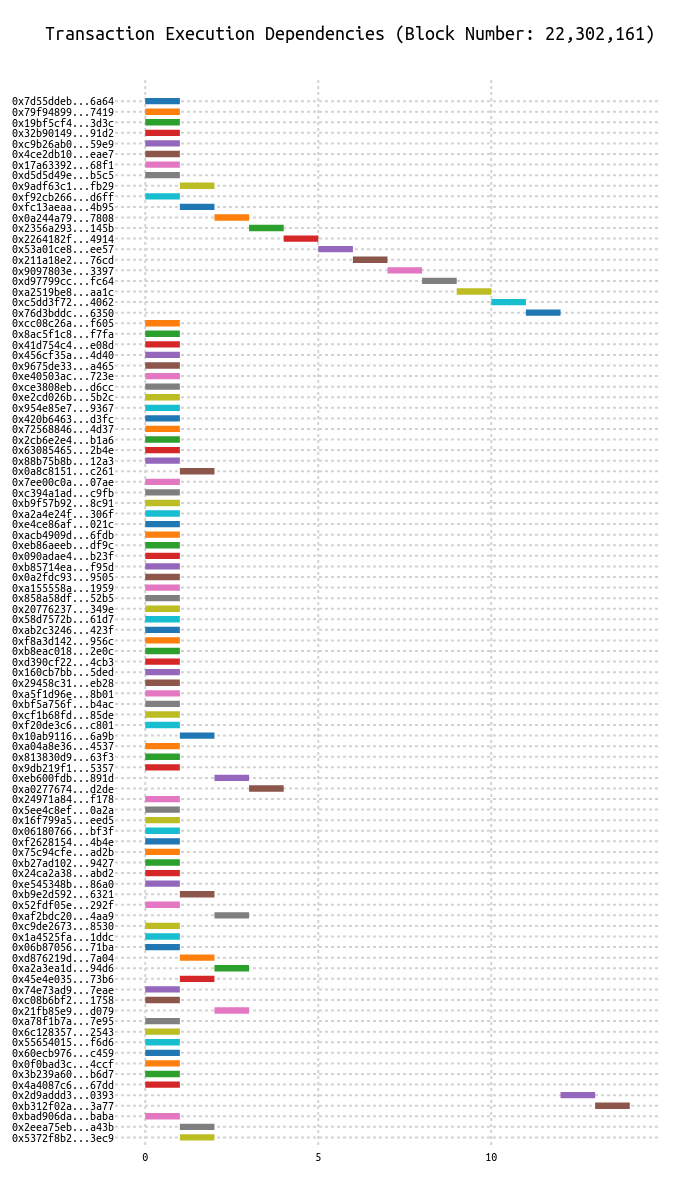 Transaction Execution Dependencies (Block Number: 22,302,161)
0x7d55ddeb...6a64
0x79f94899...7419
0x19bf5cf4...3d3c
0x32b90149...91d2
0xc9b26ab0...59e9
0x4ce2db10...eae7
0x17a63392...68f1
0xd5d5d49e...b5c5
0x9adf63c1...fb29
0xf92cb266...d6ff
0xfc13aeaa...4b95
0x0a244a79...7808
0x2356a293...145b
0x2264182f...4914
0x53a01ce8...ee57
0x211a18e2...76cd
0x9097803e...3397
0xd97799cc...fc64
0xa2519be8...aa1c
0xc5dd3f72...4062
0x76d3bddc...6350
0xcc08c26a...f605
0x8ac5f1c8...f7fa
0x41d754c4...e08d
0x456cf35a...4d40
0x9675de33...a465
0xe40503ac...723e
0xce3808eb...d6cc
0xe2cd026b...5b2c
0x954e85e7...9367
0x420b6463...d3fc
0x72568846...4d37
0x2cb6e2e4...b1a6
0x63085465...2b4e
0x88b75b8b...12a3
0x0a8c8151...c261
0x7ee00c0a...07ae
0xc394a1ad...c9fb
0xb9f57b92...8c91
0xa2a4e24f...306f
0xe4ce86af...021c
0xacb4909d...6fdb
0xeb86aeeb...df9c
0x090adae4...b23f
0xb85714ea...f95d
0x0a2fdc93...9505
0xa155558a...1959
0x858a58df...52b5
0x20776237...349e
0x58d7572b...61d7
0xab2c3246...423f
0xf8a3d142...956c
0xb8eac018...2e0c
0xd390cf22...4cb3
0x160cb7bb...5ded
0x29458c31...eb28
0xa5f1d96e...8b01
0xbf5a756f...b4ac
0xcf1b68fd...85de
0xf20de3c6...c801
0x10ab9116...6a9b
0xa04a8e36...4537
0x813830d9...63f3
0x9db219f1...5357
0xeb600fdb...891d
0xa0277674...d2de
0x24971a84...f178
0x5ee4c8ef...0a2a
0x16f799a5...eed5
0x06180766...bf3f
0xf2628154...4b4e
0x75c94cfe...ad2b
0xb27ad102...9427
0x24ca2a38...abd2
0xe545348b...86a0
0xb9e2d592...6321
0x52fdf05e...292f
0xaf2bdc20...4aa9
0xc9de2673...8530
0x1a4525fa...1ddc
0x06b87056...71ba
0xd876219d...7a04
0xa2a3ea1d...94d6
0x45e4e035...73b6
0x74e73ad9...7eae
0xc08b6bf2...1758
0x21fb85e9...d079
0xa78f1b7a...7e95
0x6c128357...2543
0x55654015...f6d6
0x60ecb976...c459
0x0f0bad3c...4ccf
0x3b239a60...b6d7
0x4a4087c6...67dd
0x2d9addd3...0393
0xb312f02a...3a77
0xbad906da...baba
0x2eea75eb...a43b
0x5372f8b2...3ec9
0 5 10